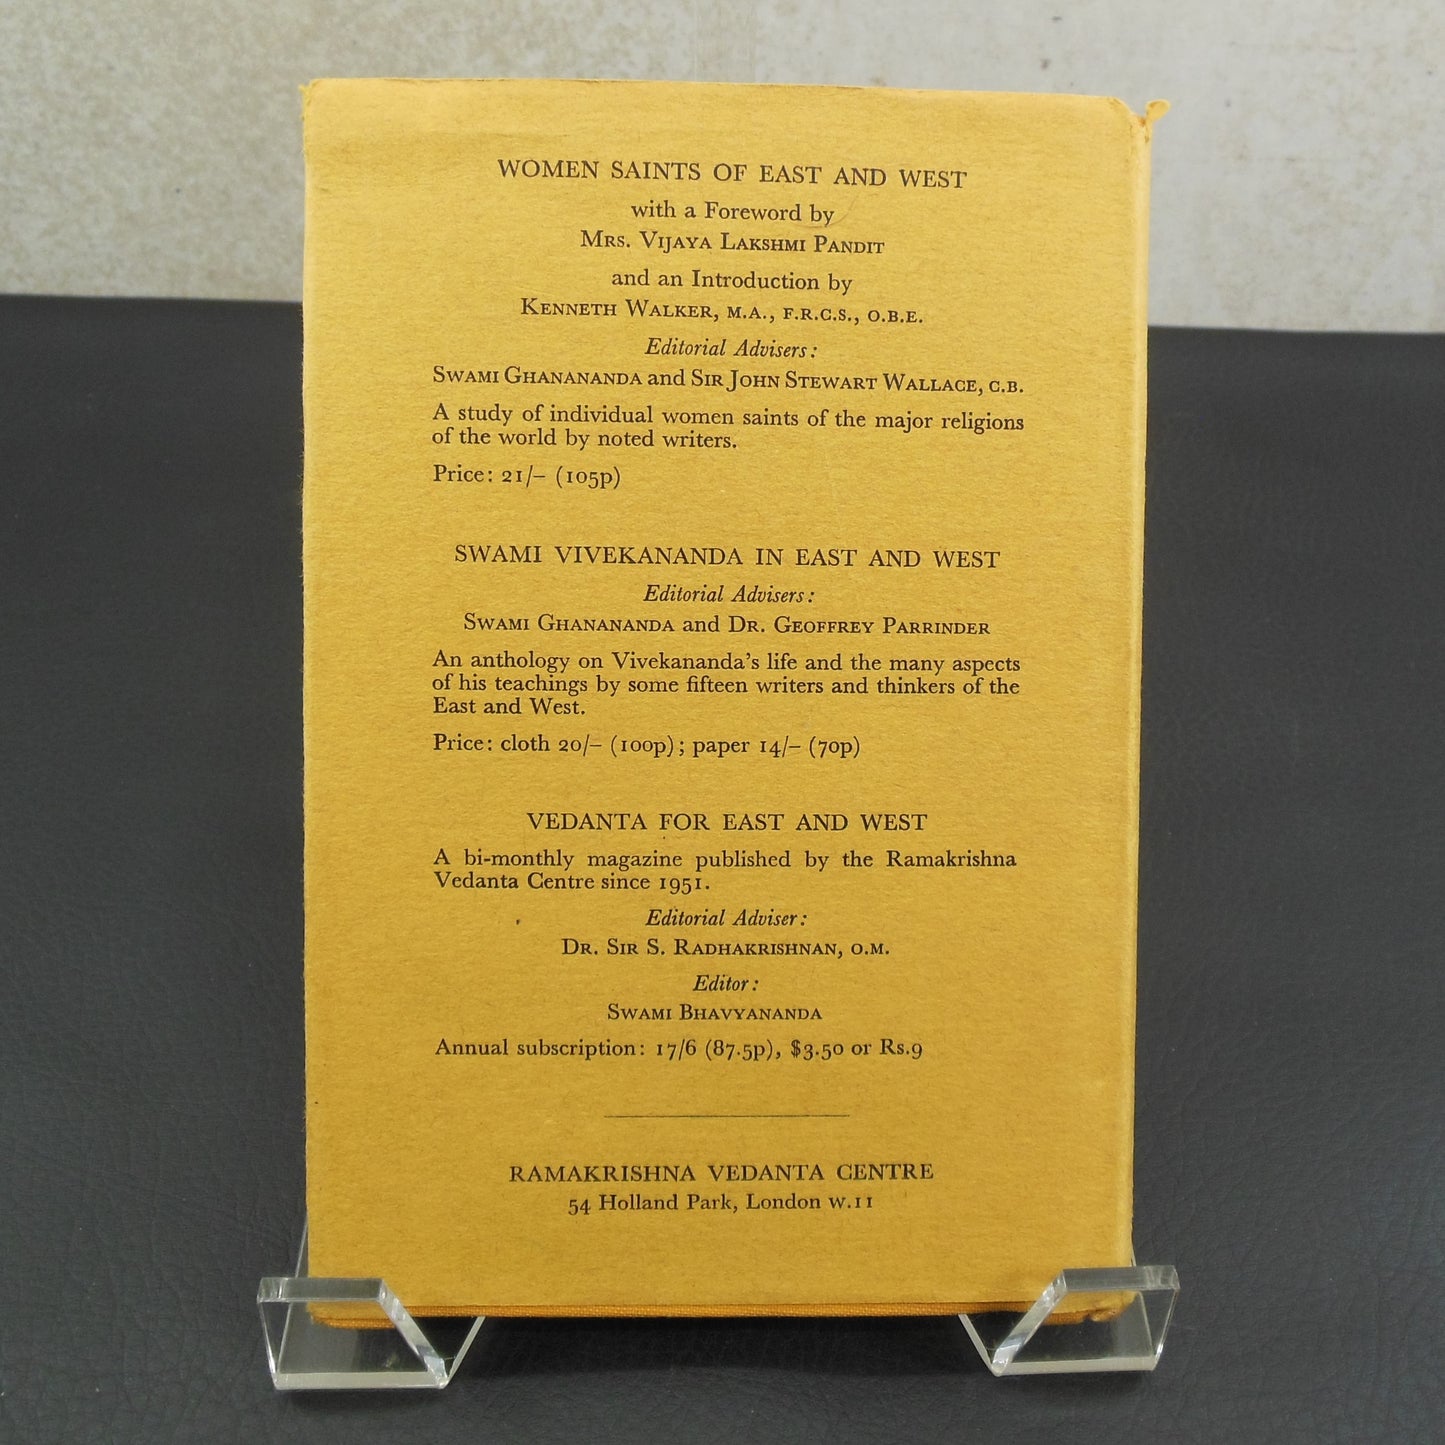 WOMEN SAINTS OF EAST AND WEST
with a Foreword by
MRS. VIJAYA LAKSHMI PANDIT
and an Introduction by
KENNETH WALKER, M.A., F.R.C.S., O.B.E.
Editorial Advisers:
SWAMI GHANANANDA and SIR JOHN STEWART WALLACE, C.B.
A study of individual women saints of the major religions
of the world by noted writers.
Price: 21/– (105p)
SWAMI VIVEKANANDA IN EAST AND WEST
Editorial Advisers:
SWAMI GHANANANDA and DR. GEOFFREY PARRINDER
An anthology on Vivekananda's life and the many aspects
of his teachings by some fifteen writers and thinkers of the
East and West.
Price: cloth 20/– (100p); paper 14/– (70p)
VEDANTA FOR EAST AND WEST
A bi-monthly magazine published by the Ramakrishna
Vedanta Centre since 1951.
Editorial Adviser:
DR. SIR S. RADHAKRISHNAN, O.M.
Editor:
SWAMI BHAVYANANDA
Annual subscription: 17/6 (87.5p), $3.50 or Rs.9
RAMAKRISHNA VEDANTA CENTRE
54 Holland Park, London W.11